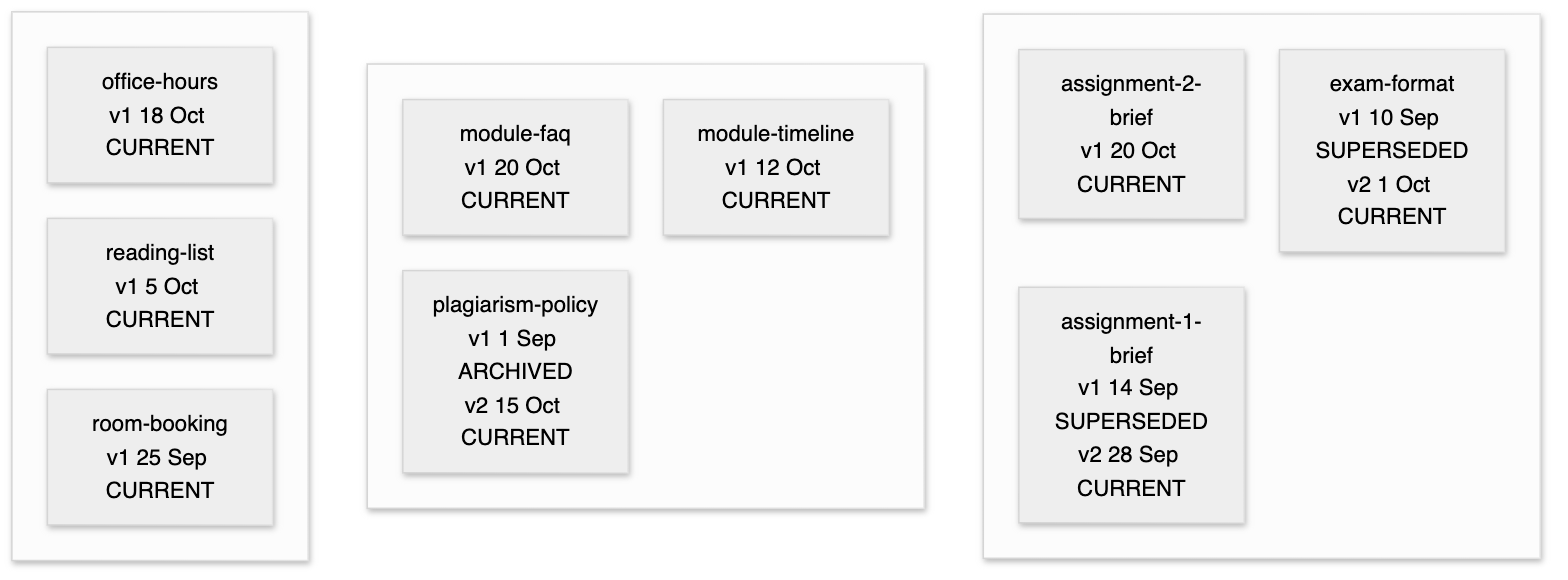 office-hours
v1 18 Oct
CURRENT
reading-list
v1 5 Oct
CURRENT
room-booking
v1 25 Sep
CURRENT
module-faq
v1 20 Oct
CURRENT
module-timeline
v1 12 Oct
CURRENT
plagiarism-policy
v1 1 Sep
ARCHIVED
v2 15 Oct
CURRENT
assignment-2-
brief
v1 20 Oct
CURRENT
exam-format
v1 10 Sep
SUPERSEDED
v2 1 Oct
CURRENT
assignment-1-
brief
v1 14 Sep
SUPERSEDED
v2 28 Sep
CURRENT